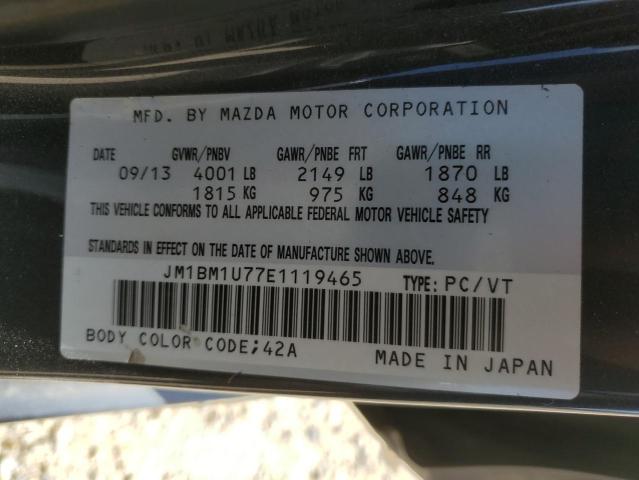 MFD. BY MAZDA MOTOR CORPORATION
DATE GVWR/PNBV GAWR/PNBE FRT GAWR/PNBE RR
09/13 4001 LB 2149 LB 1870 LB
1815 KG 975 KG 848 KG
THIS VEHICLE CONFORMS TO ALL APPLICABLE FEDERAL MOTOR VEHICLE SAFETY
STANDARDS IN EFFECT ON THE DATE OF MANUFACTURE SHOWN ABOVE.
JM1BM1U77E1119465 TYPE: PC/VT
BODY COLOR CODE;42A MADE IN JAPAN